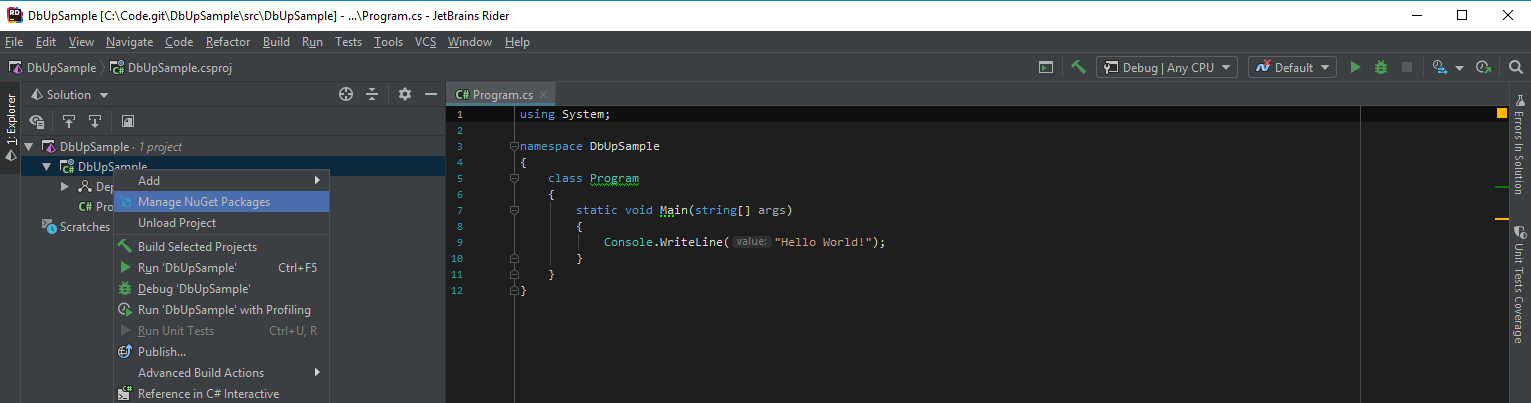 DbUpSample [C:\Code.git\DbUpSample\src\DbUpSample] - ...\Program.cs - JetBrains Rider
File Edit View Navigate Code Refactor Build Run Tests Tools VCS Window Help
DbUpSample DbUpSample.csproj Debug | Any CPU Default
1: Explorer
Solution
DbUpSample · 1 project
DbUpSample
Dep
C# Pro
Scratches
Add
Manage NuGet Packages
Unload Project
Build Selected Projects
Run 'DbUpSample' Ctrl+F5
Debug 'DbUpSample'
Run 'DbUpSample' with Profiling
Run Unit Tests Ctrl+U, R
Publish...
Advanced Build Actions
Reference in C# Interactive
C# Program.cs
1 using System;
2
3 namespace DbUpSample
4 {
5 class Program
6 {
7 static void Main(string[] args)
8 {
9 Console.WriteLine( value: "Hello World!");
10 }
11 }
12 }
Errors In Solution
Unit Tests Coverage